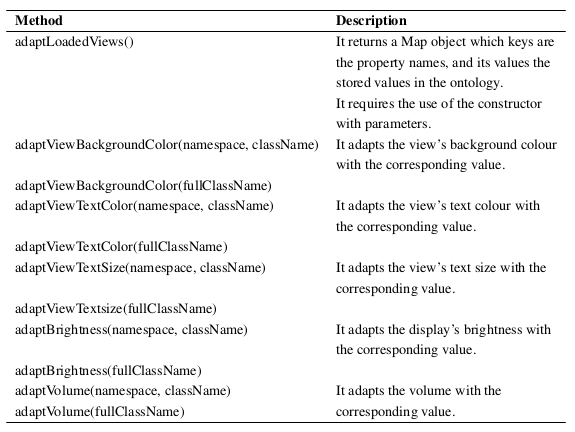 Method Description
adaptLoadedViews() It returns a Map object which keys are
the property names, and its values the
stored values in the ontology.
It requires the use of the constructor
with parameters.
adaptViewBackgroundColor(namespace, className) It adapts the view's background colour
with the corresponding value.
adaptViewBackgroundColor(fullClassName)
adaptViewTextColor(namespace, className) It adapts the view's text colour with
the corresponding value.
adaptViewTextColor(fullClassName)
adaptViewTextSize(namespace, className) It adapts the view's text size with the
corresponding value.
adaptViewTextsize(fullClassName)
adaptBrightness(namespace, className) It adapts the display's brightness with
the corresponding value.
adaptBrightness(fullClassName)
adaptVolume(namespace, className) It adapts the volume with the
adaptVolume(fullClassName) corresponding value.